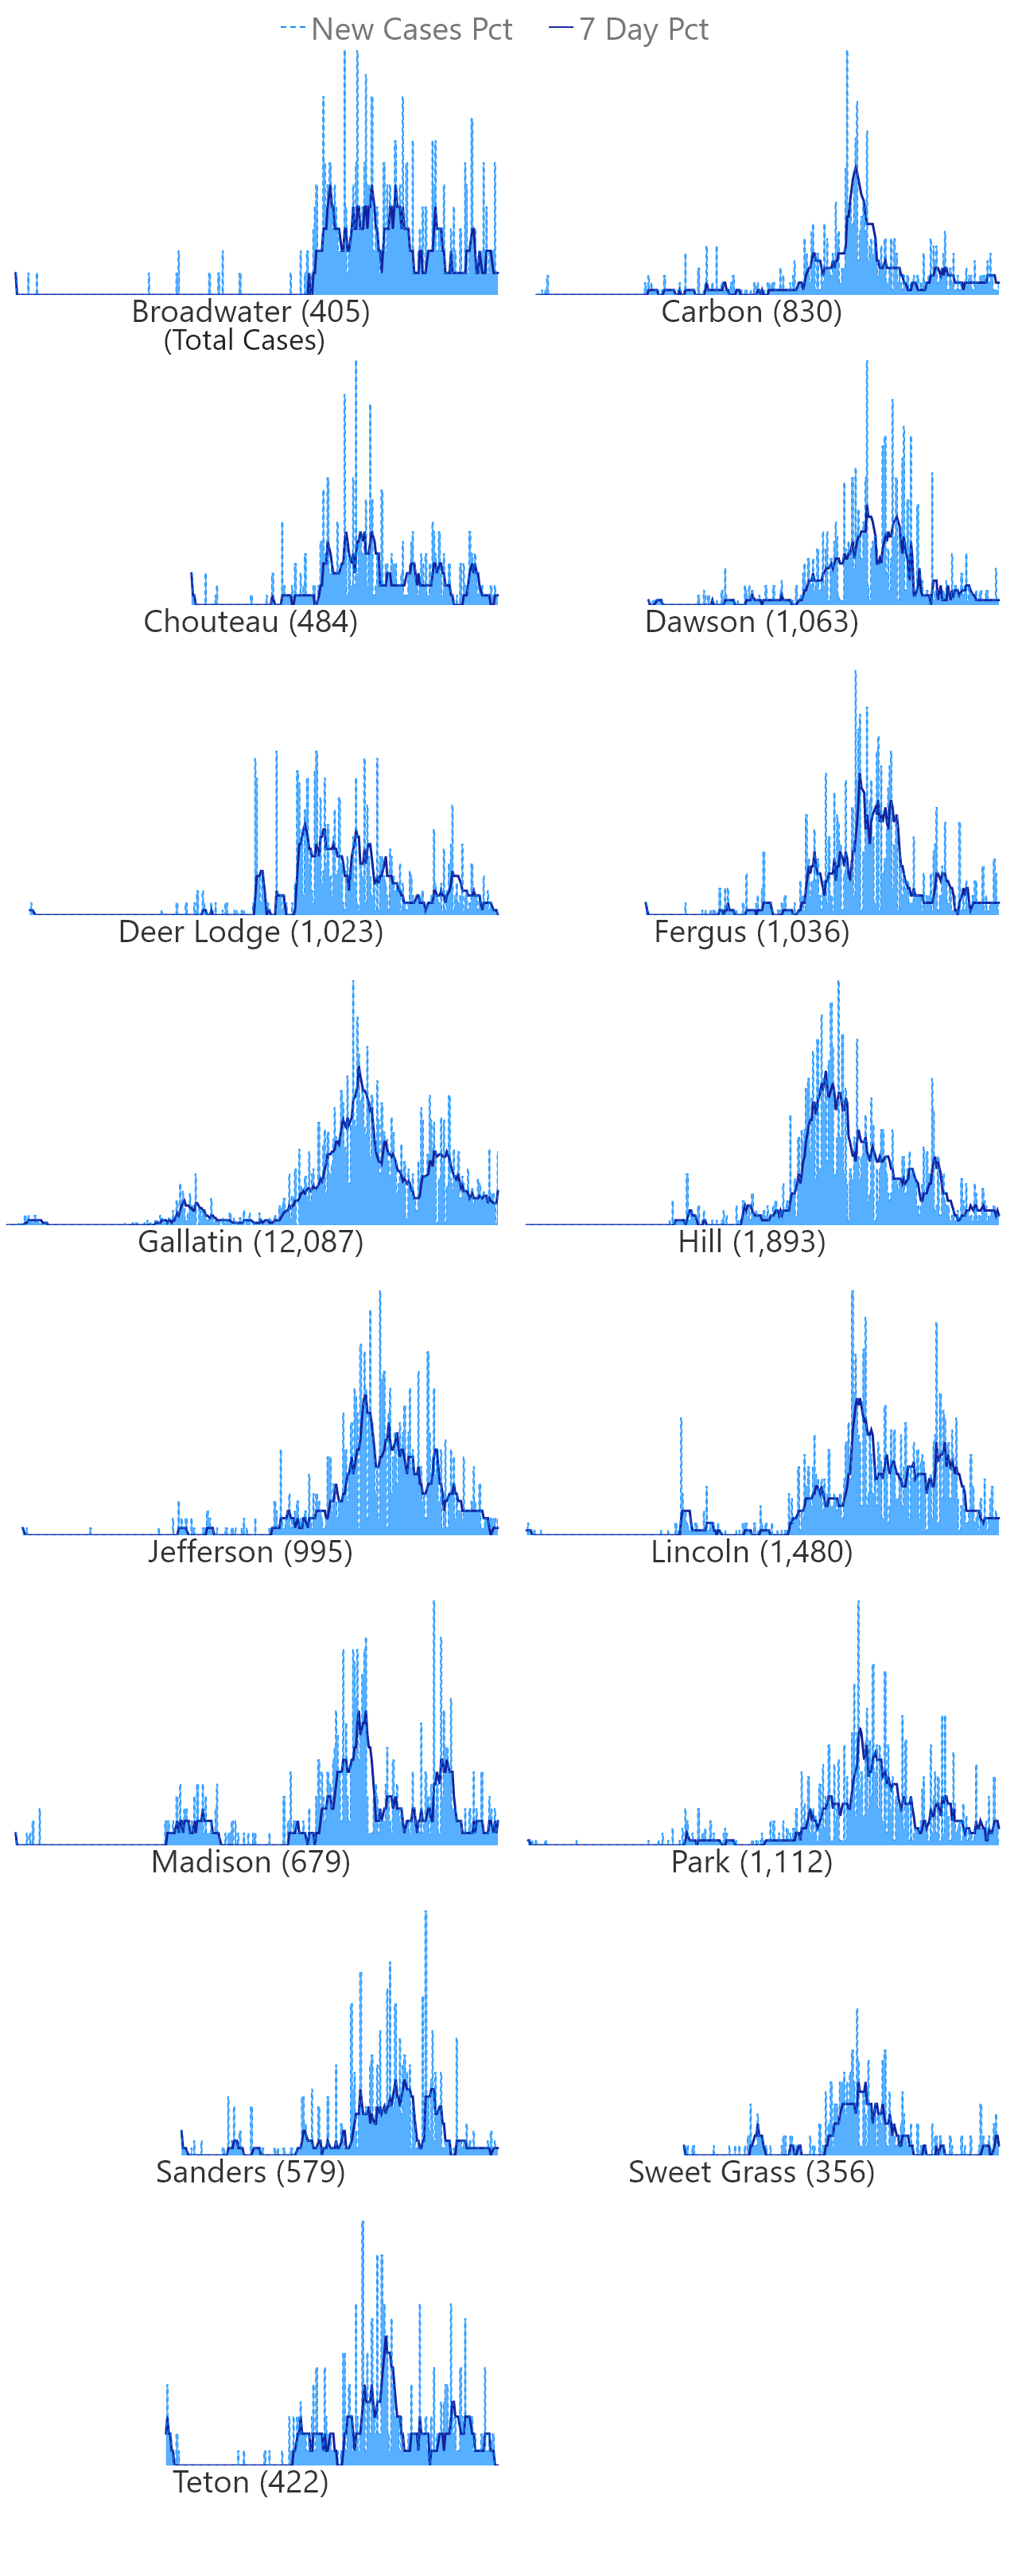 New Cases Pct 7 Day Pct
Broadwater (405) Carbon (830)
(Total Cases)
Chouteau (484) Dawson (1,063)
Deer Lodge (1,023) Fergus (1,036)
Gallatin (12,087) Hill (1,893)
Jefferson (995) Lincoln (1,480)
Madison (679) Park (1,112)
Sanders (579) Sweet Grass (356)
Teton (422)